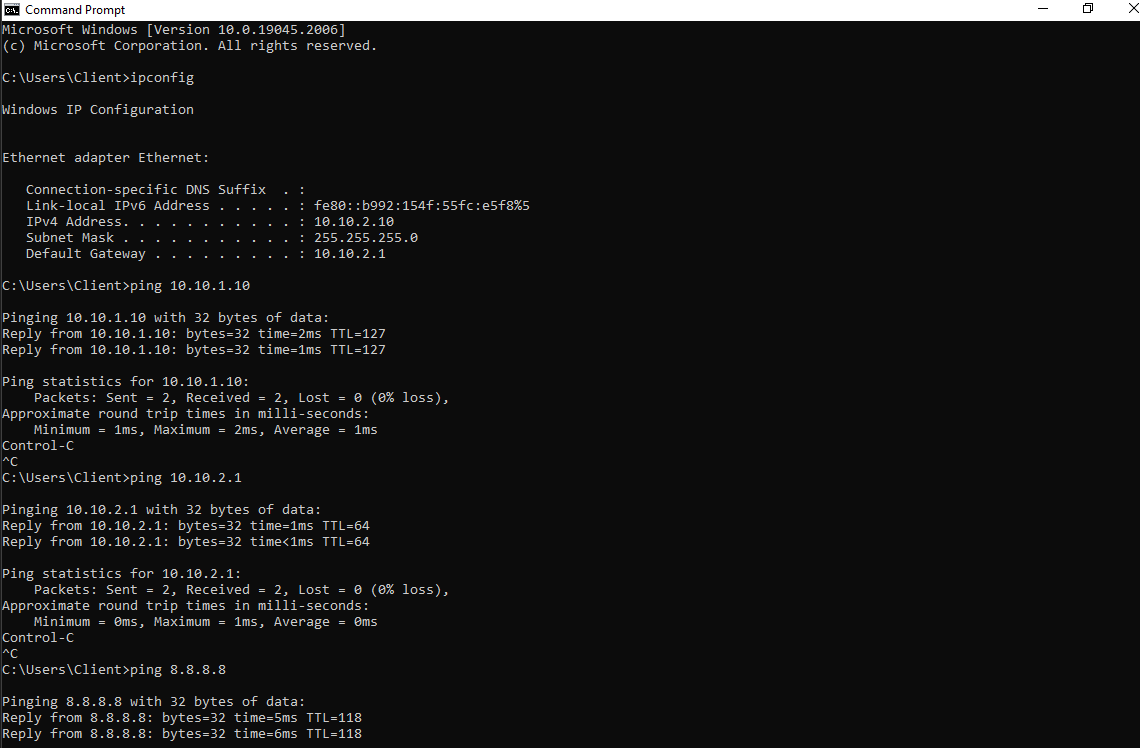 Command Prompt
Microsoft Windows [Version 10.0.19045.2006]
(c) Microsoft Corporation. All rights reserved.
C:\Users\Client>ipconfig
Windows IP Configuration
Ethernet adapter Ethernet:
Connection-specific DNS Suffix  . :
Link-local IPv6 Address . . . . . : fe80::b992:154f:55fc:e5f8%5
IPv4 Address. . . . . . . . . . . : 10.10.2.10
Subnet Mask . . . . . . . . . . . : 255.255.255.0
Default Gateway . . . . . . . . . : 10.10.2.1
C:\Users\Client>ping 10.10.1.10
Pinging 10.10.1.10 with 32 bytes of data:
Reply from 10.10.1.10: bytes=32 time=2ms TTL=127
Reply from 10.10.1.10: bytes=32 time=1ms TTL=127
Ping statistics for 10.10.1.10:
Packets: Sent = 2, Received = 2, Lost = 0 (0% loss),
Approximate round trip times in milli-seconds:
Minimum = 1ms, Maximum = 2ms, Average = 1ms
Control-C
^C
C:\Users\Client>ping 10.10.2.1
Pinging 10.10.2.1 with 32 bytes of data:
Reply from 10.10.2.1: bytes=32 time=1ms TTL=64
Reply from 10.10.2.1: bytes=32 time<1ms TTL=64
Ping statistics for 10.10.2.1:
Packets: Sent = 2, Received = 2, Lost = 0 (0% loss),
Approximate round trip times in milli-seconds:
Minimum = 0ms, Maximum = 1ms, Average = 0ms
Control-C
^C
C:\Users\Client>ping 8.8.8.8
Pinging 8.8.8.8 with 32 bytes of data:
Reply from 8.8.8.8: bytes=32 time=5ms TTL=118
Reply from 8.8.8.8: bytes=32 time=6ms TTL=118